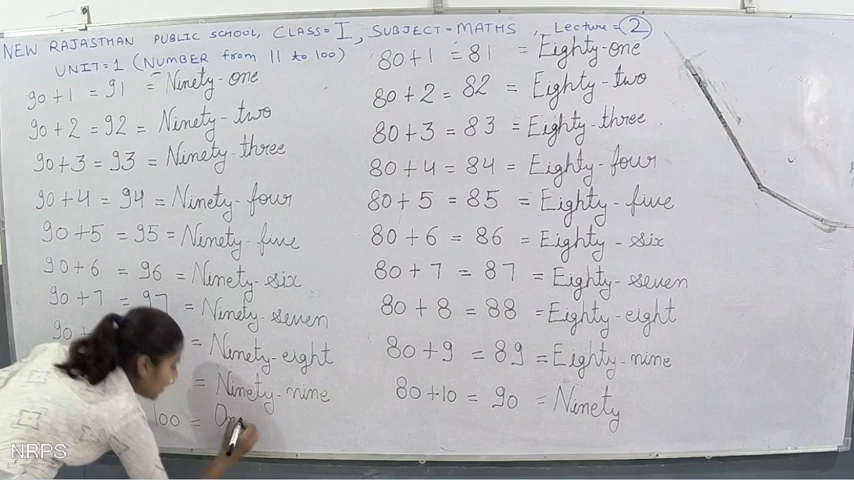 NEW RAJASTHAN PUBLIC SCHOOL, CLASS=I, SUBJECT=MATHS, Lecture=2
UNIT=1 (NUMBER from 11 to 100)
90+1 = 91 = Ninety-one
90+2 = 92 = Ninety-two
90+3 = 93 = Ninety-three
90+4 = 94 = Ninety-four
90+5 = 95 = Ninety-five
90+6 = 96 = Ninety-six
90+7 = 97 = Ninety-seven
90+ = Ninety-eight
= Ninety-nine
100 = On
80+1 = 81 = Eighty-one
80+2 = 82 = Eighty-two
80+3 = 83 = Eighty-three
80+4 = 84 = Eighty-four
80+5 = 85 = Eighty-five
80+6 = 86 = Eighty-six
80+7 = 87 = Eighty-seven
80+8 = 88 = Eighty-eight
80+9 = 89 = Eighty-nine
80+10 = 90 = Ninety
NRPS